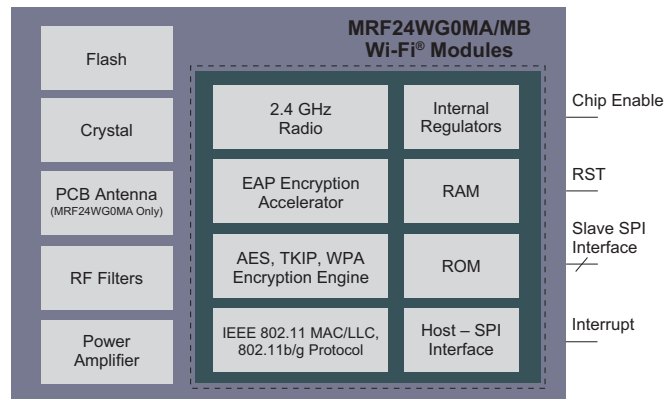 MRF24WG0MA/MB
Wi-Fi® Modules
Flash
Crystal
PCB Antenna
(MRF24WG0MA Only)
RF Filters
Power
Amplifier
2.4 GHz
Radio
Internal
Regulators
EAP Encryption
Accelerator
RAM
AES, TKIP, WPA
Encryption Engine
ROM
IEEE 802.11 MAC/LLC,
802.11b/g Protocol
Host – SPI
Interface
Chip Enable
RST
Slave SPI
Interface
Interrupt